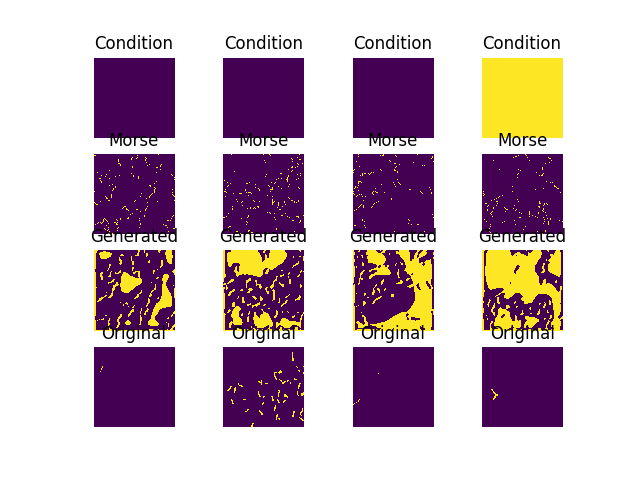 Condition Condition Condition Condition
Morse Morse Morse Morse
Generated Generated Generated Generated
Original Original Original Original